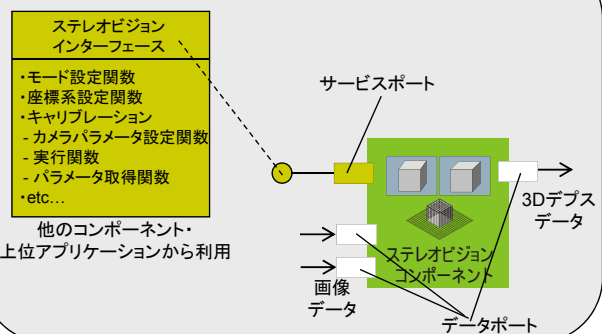 ステレオビジョン
インターフェース
・モード設定関数
・座標系設定関数
・キャリブレーション
- カメラパラメータ設定関数
- 実行関数
- パラメータ取得関数
・etc…
他のコンポーネント・
上位アプリケーションから利用
サービスポート
3Dデプス
データ
ステレオビジョン
コンポーネント
画像
データ
データポート